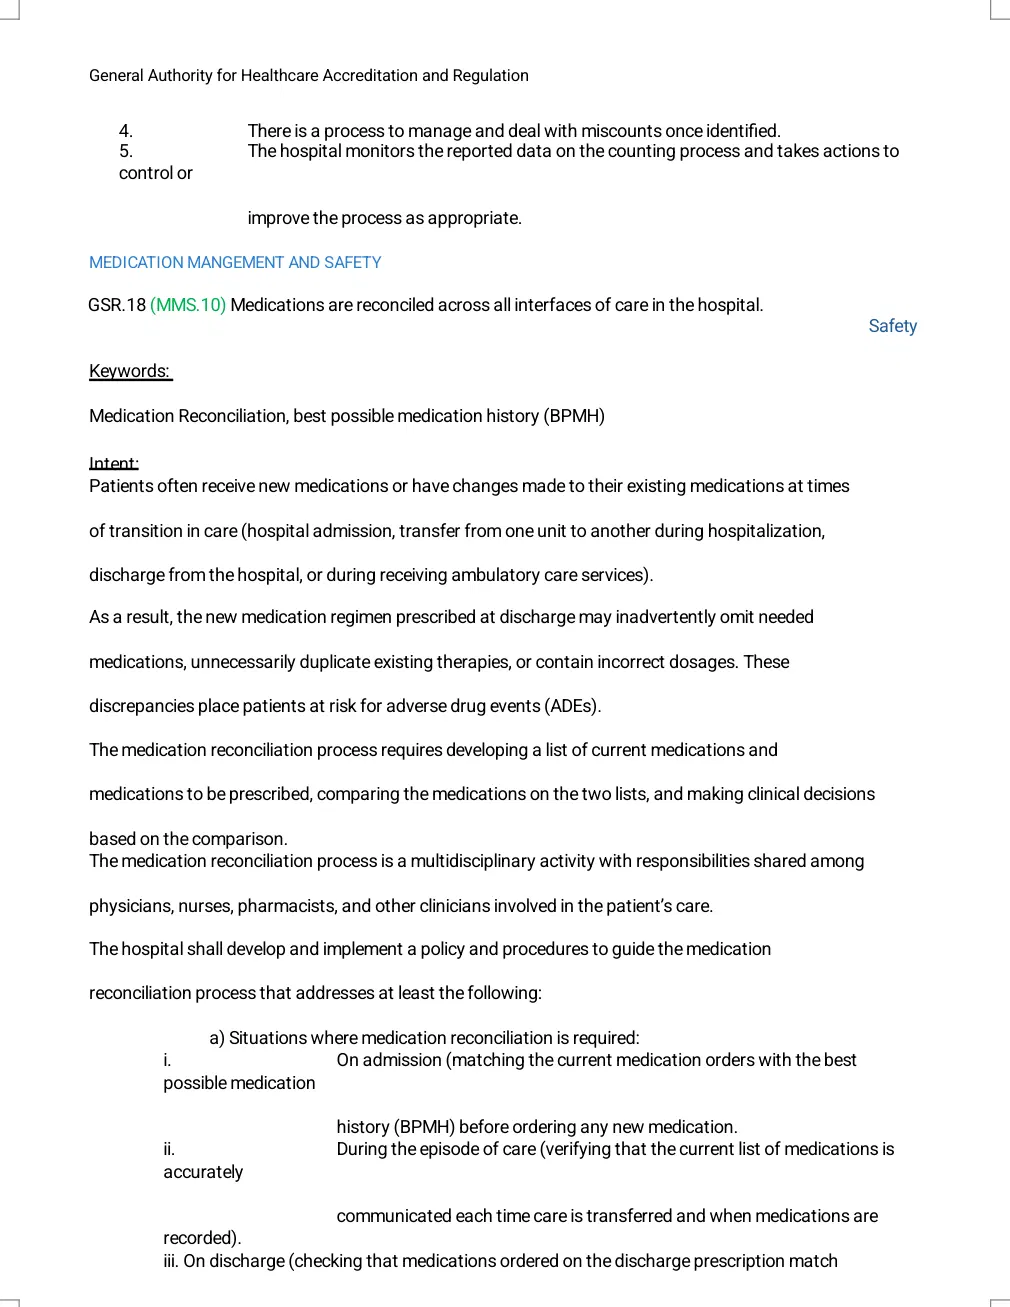 General Authority for Healthcare Accreditation and Regulation
4. There is a process to manage and deal with miscounts once identified.
5. The hospital monitors the reported data on the counting process and takes actions to
control or
improve the process as appropriate.
MEDICATION MANGEMENT AND SAFETY
GSR.18 (MMS.10) Medications are reconciled across all interfaces of care in the hospital.
Safety
Keywords:
Medication Reconciliation, best possible medication history (BPMH)
Intent:
Patients often receive new medications or have changes made to their existing medications at times
of transition in care (hospital admission, transfer from one unit to another during hospitalization,
discharge from the hospital, or during receiving ambulatory care services).
As a result, the new medication regimen prescribed at discharge may inadvertently omit needed
medications, unnecessarily duplicate existing therapies, or contain incorrect dosages. These
discrepancies place patients at risk for adverse drug events (ADEs).
The medication reconciliation process requires developing a list of current medications and
medications to be prescribed, comparing the medications on the two lists, and making clinical decisions
based on the comparison.
The medication reconciliation process is a multidisciplinary activity with responsibilities shared among
physicians, nurses, pharmacists, and other clinicians involved in the patient's care.
The hospital shall develop and implement a policy and procedures to guide the medication
reconciliation process that addresses at least the following:
a) Situations where medication reconciliation is required:
i. On admission (matching the current medication orders with the best
possible medication
history (BPMH) before ordering any new medication.
ii. During the episode of care (verifying that the current list of medications is
accurately
communicated each time care is transferred and when medications are
recorded).
iii. On discharge (checking that medications ordered on the discharge prescription match